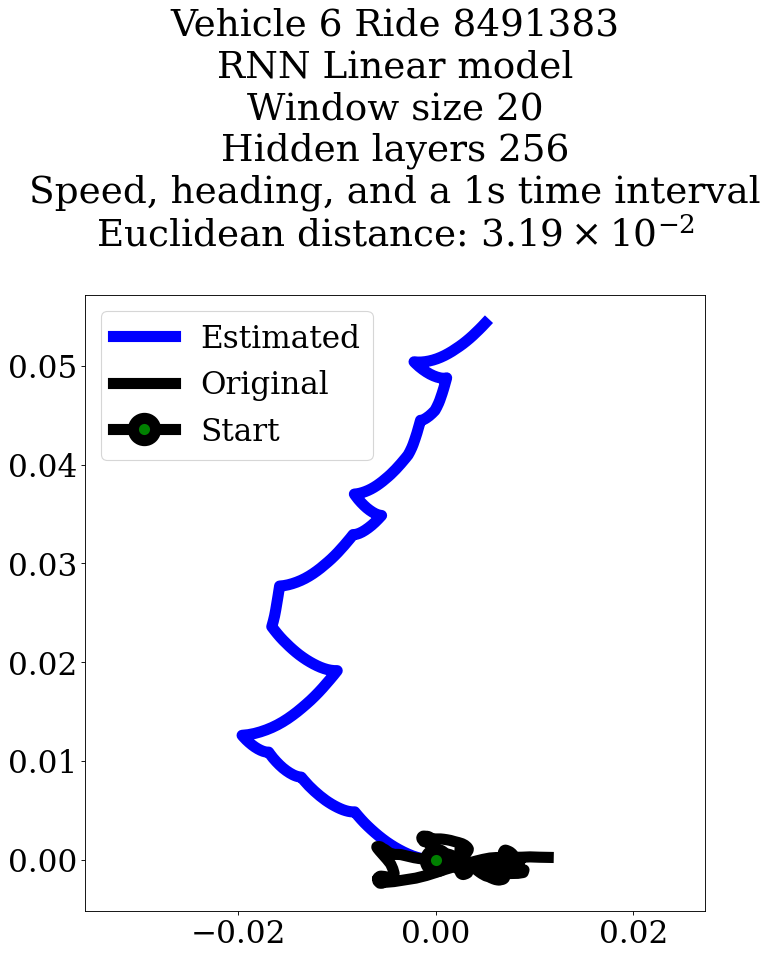 Vehicle 6 Ride 8491383
RNN Linear model
Window size 20
Hidden layers 256
Speed, heading, and a 1s time interval
Euclidean distance: 3.19 × 10⁻²
Estimated
Original
Start
0.05
0.04
0.03
0.02
0.01
0.00
−0.02 0.00 0.02